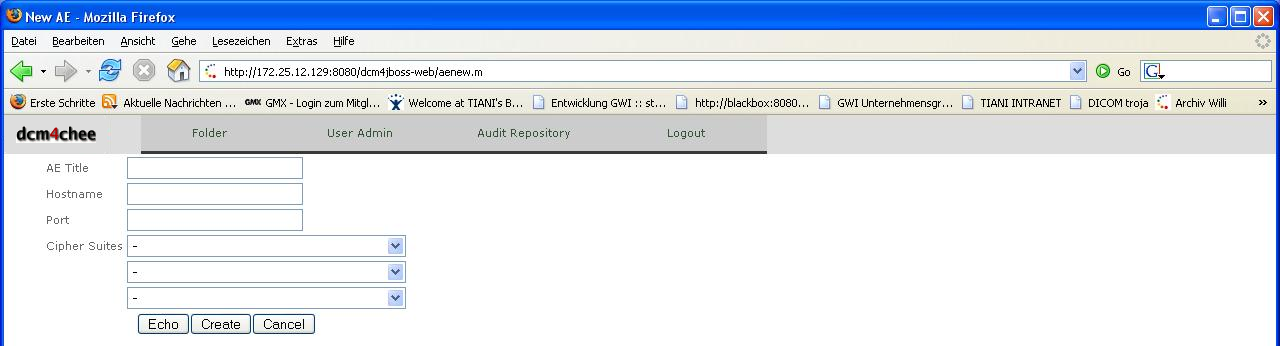 New AE - Mozilla Firefox
Datei Bearbeiten Ansicht Gehe Lesezeichen Extras Hilfe
http://172.25.12.129:8080/dcm4jboss-web/aenew.m Go G
Erste Schritte Aktuelle Nachrichten ... GMX GMX - Login zum Mitgl... Welcome at TIANI's B... Entwicklung GWI :: st... http://blackbox:8080... GWI Unternehmensgr... TIANI INTRANET DICOM troja Archiv Willi »
dcm4chee Folder User Admin Audit Repository Logout
AE Title
Hostname
Port
Cipher Suites -
-
-
Echo Create Cancel